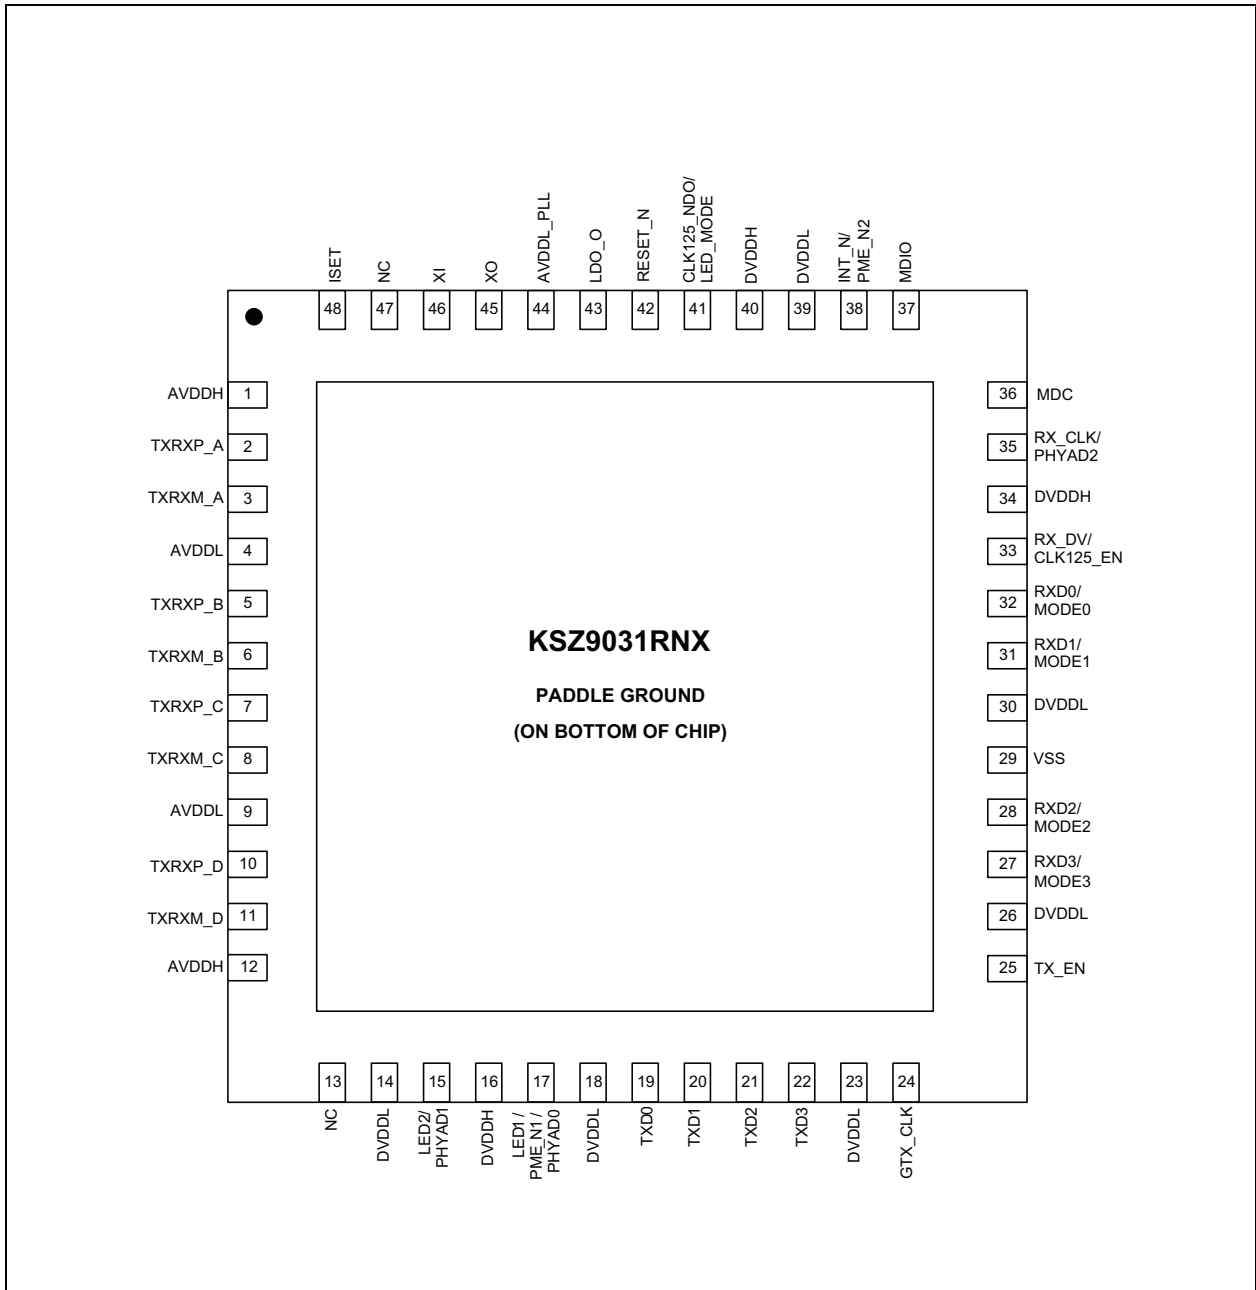 ISET
NC
XI
XO
AVDDL_PLL
LDO_O
RESET_N
CLK125_NDO/
LED_MODE
DVDDH
DVDDL
INT_N/
PME_N2
MDIO
48
47
46
45
44
43
42
41
40
39
38
37
AVDDH 1
TXRXP_A 2
TXRXM_A 3
AVDDL 4
TXRXP_B 5
TXRXM_B 6
TXRXP_C 7
TXRXM_C 8
AVDDL 9
TXRXP_D 10
TXRXM_D 11
AVDDH 12
KSZ9031RNX
PADDLE GROUND
(ON BOTTOM OF CHIP)
36 MDC
35 RX_CLK/
PHYAD2
34 DVDDH
33 RX_DV/
CLK125_EN
32 RXD0/
MODE0
31 RXD1/
MODE1
30 DVDDL
29 VSS
28 RXD2/
MODE2
27 RXD3/
MODE3
26 DVDDL
25 TX_EN
13
14
15
16
17
18
19
20
21
22
23
24
NC
DVDDL
LED2/
PHYAD1
DVDDH
LED1 /
PME_N1 /
PHYAD0
DVDDL
TXD0
TXD1
TXD2
TXD3
DVDDL
GTX_CLK